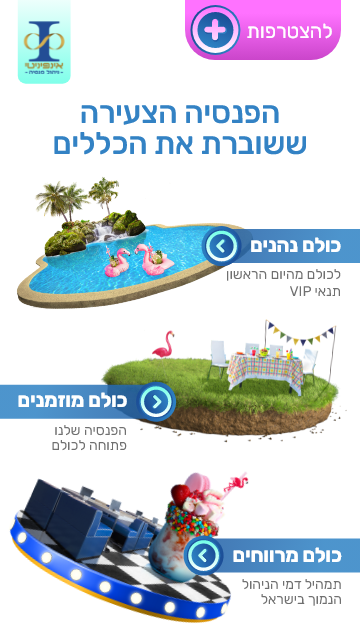 להצטרפות
אינפיניטי
ניהול פנסיה
הפנסיה הצעירה
ששוברת את הכללים
כולם נהנים
לכולם מהיום הראשון
תנאי VIP
כולם מוזמנים
הפנסיה שלנו
פתוחה לכולם
כולם מרווחים
תמהיל דמי הניהול
הנמוך בישראל